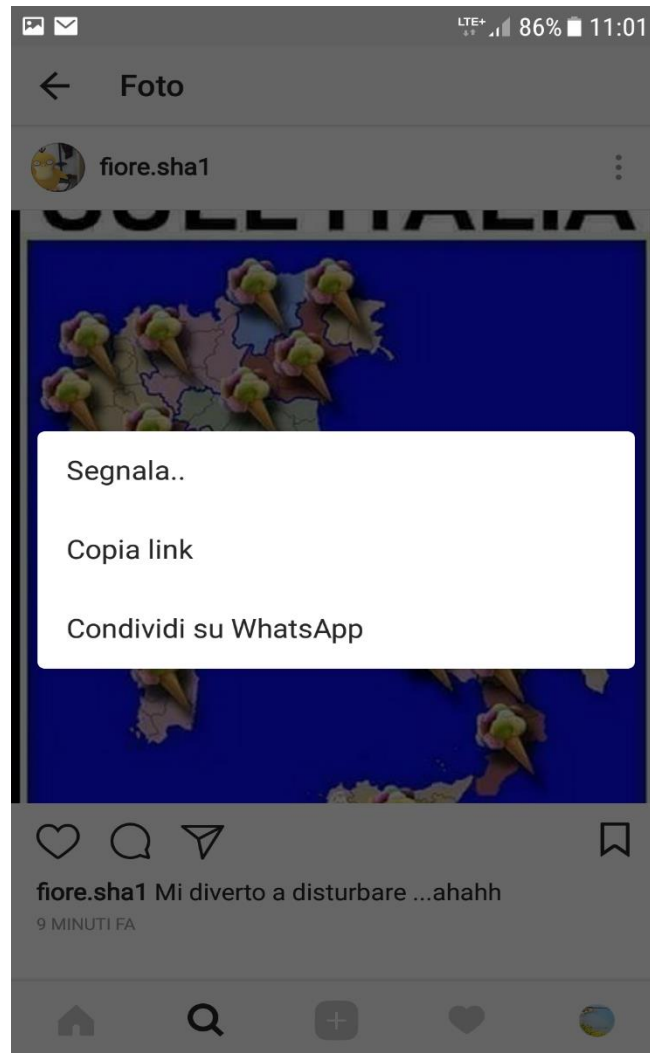 LTE+ 86% 11:01
Foto
fiore.sha1
Segnala..
Copia link
Condividi su WhatsApp
fiore.sha1 Mi diverto a disturbare ...ahahh
9 MINUTI FA